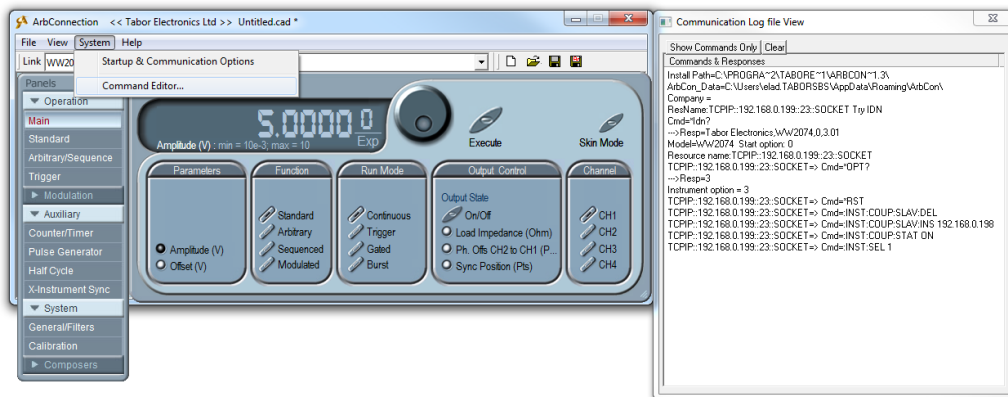 ArbConnection << Tabor Electronics Ltd >> Untitled.cad *
File View System Help
Link WW20
Startup & Communication Options
Command Editor...
Panels
Operation
Main
Standard
Arbitrary/Sequence
Trigger
Modulation
Auxiliary
Counter/Timer
Pulse Generator
Half Cycle
X-Instrument Sync
System
General/Filters
Calibration
Composers
5.0000 0
Amplitude (V) : min = 10e-3; max = 10
Exp
Execute
Skin Mode
Parameters
Amplitude (V)
Offset (V)
Function
Standard
Arbitrary
Sequenced
Modulated
Run Mode
Continuous
Trigger
Gated
Burst
Output Control
Output State
On/Off
Load Impedance (Ohm)
Ph. Offs CH2 to CH1 (P...
Sync Position (Pts)
Channel
CH1
CH2
CH3
CH4
Communication Log file View
Show Commands Only Clear
Commands & Responses
Install Path=C:\PROGRA~2\TABORE~1\ARBCON~1.3\
ArbCon_Data=C:\Users\elad.TABORSBS\AppData\Roaming\ArbCon\
Company =
ResName:TCPIP::192.168.0.199::23::SOCKET Try IDN
Cmd=*Idn?
--->Resp=Tabor Electronics,WW2074,0,3.01
Model=WW2074 Start option: 0
Resource name:TCPIP::192.168.0.199::23::SOCKET
TCPIP::192.168.0.199::23::SOCKET=> Cmd=*OPT?
--->Resp=3
Instrument option = 3
TCPIP::192.168.0.199::23::SOCKET=> Cmd=*RST
TCPIP::192.168.0.199::23::SOCKET=> Cmd=:INST:COUP:SLAV:DEL
TCPIP::192.168.0.199::23::SOCKET=> Cmd=:INST:COUP:SLAV:INS 192.168.0.198
TCPIP::192.168.0.199::23::SOCKET=> Cmd=:INST:COUP:STAT ON
TCPIP::192.168.0.199::23::SOCKET=> Cmd=:INST:SEL 1